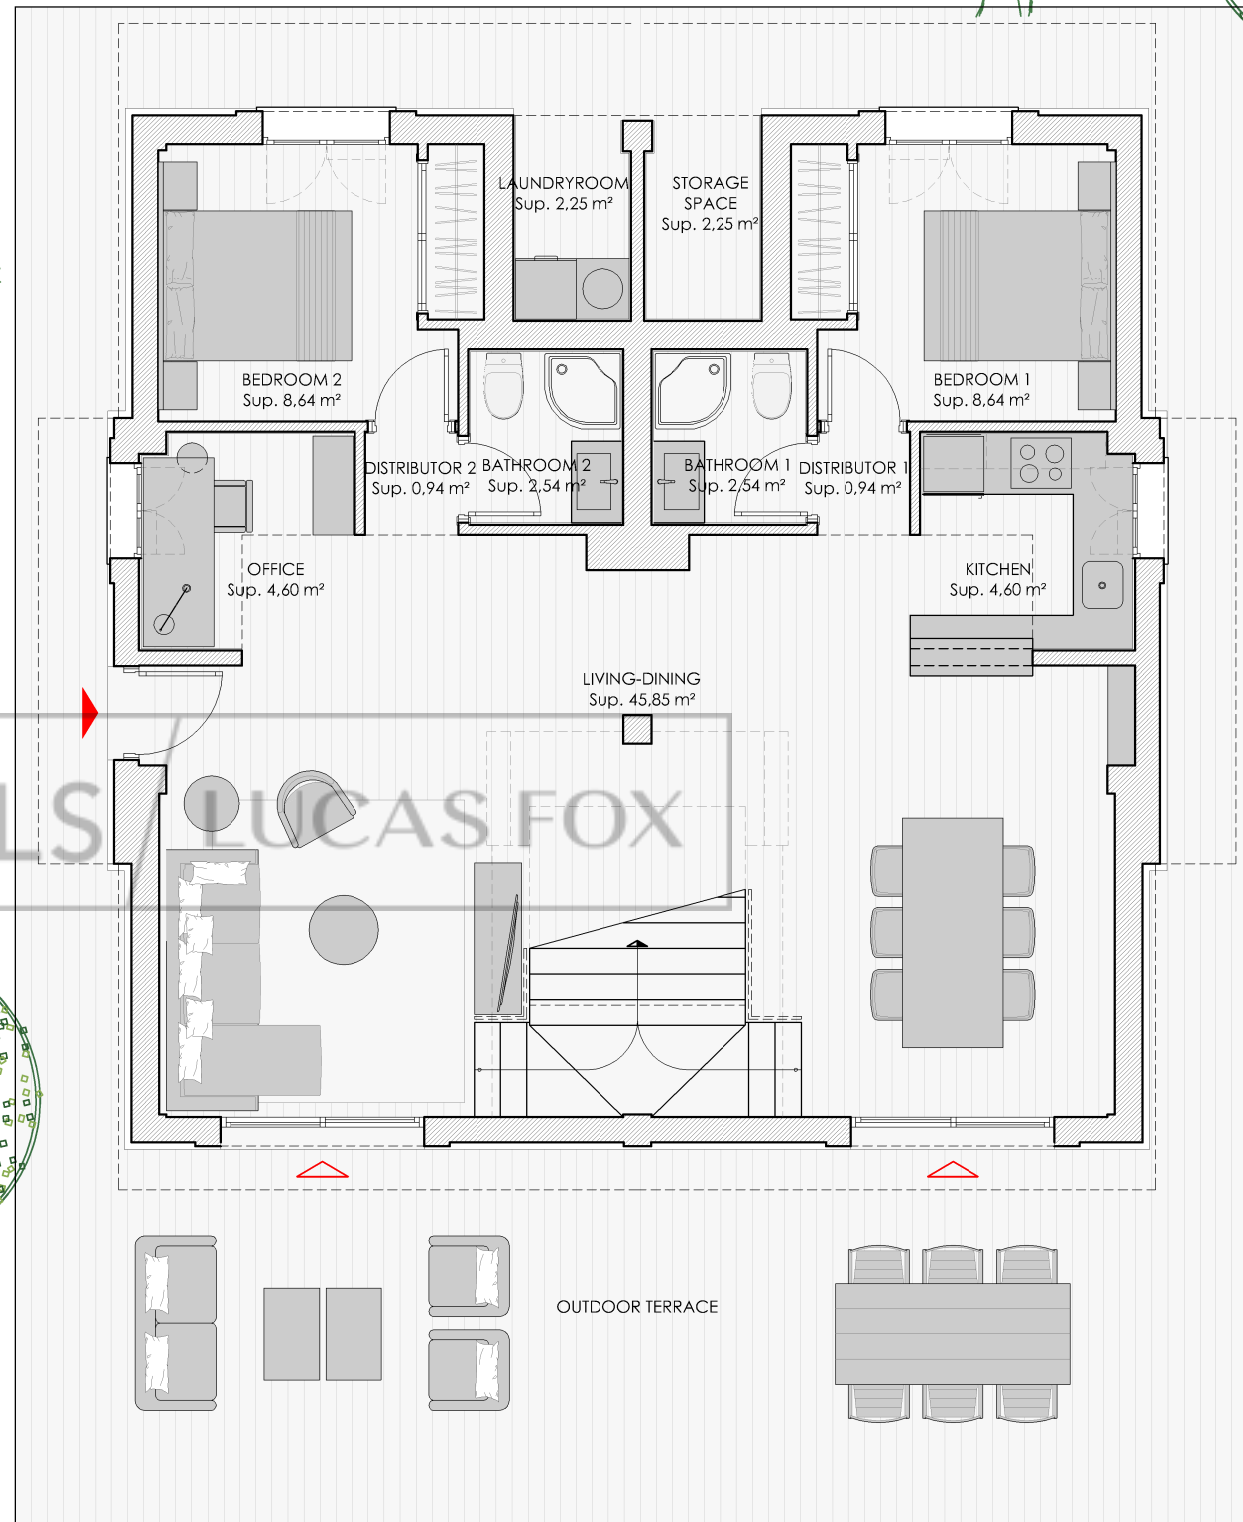 LAUNDRYROOM
Sup. 2,25 m²
STORAGE
SPACE
Sup. 2,25 m²
BEDROOM 2
Sup. 8,64 m²
BEDROOM 1
Sup. 8,64 m²
DISTRIBUTOR 2
Sup. 0,94 m²
BATHROOM 2
Sup. 2,54 m²
BATHROOM 1
Sup. 2,54 m²
DISTRIBUTOR 1
Sup. 0,94 m²
OFFICE
Sup. 4,60 m²
KITCHEN
Sup. 4,60 m²
LIVING-DINING
Sup. 45,85 m²
LS / LUCAS FOX
OUTDOOR TERRACE